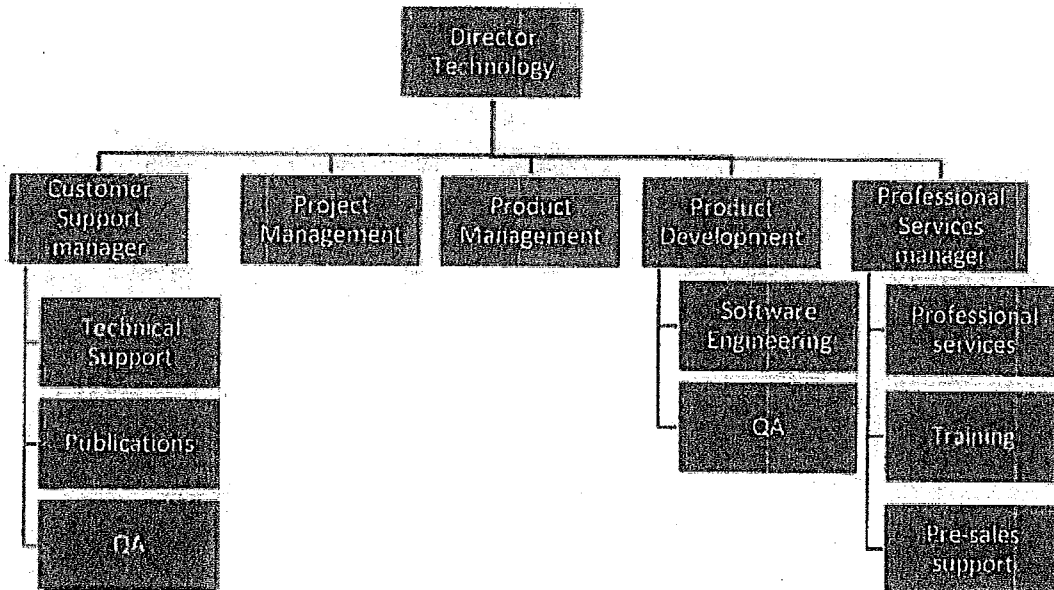 Director
Technology
Customer
Support
manager
Project
Management
Product
Management
Product
Development
Professional
Services
manager
Technical
Support
Publications
QA
Software
Engineering
QA
Professional
services
Training
Pre-sales
support